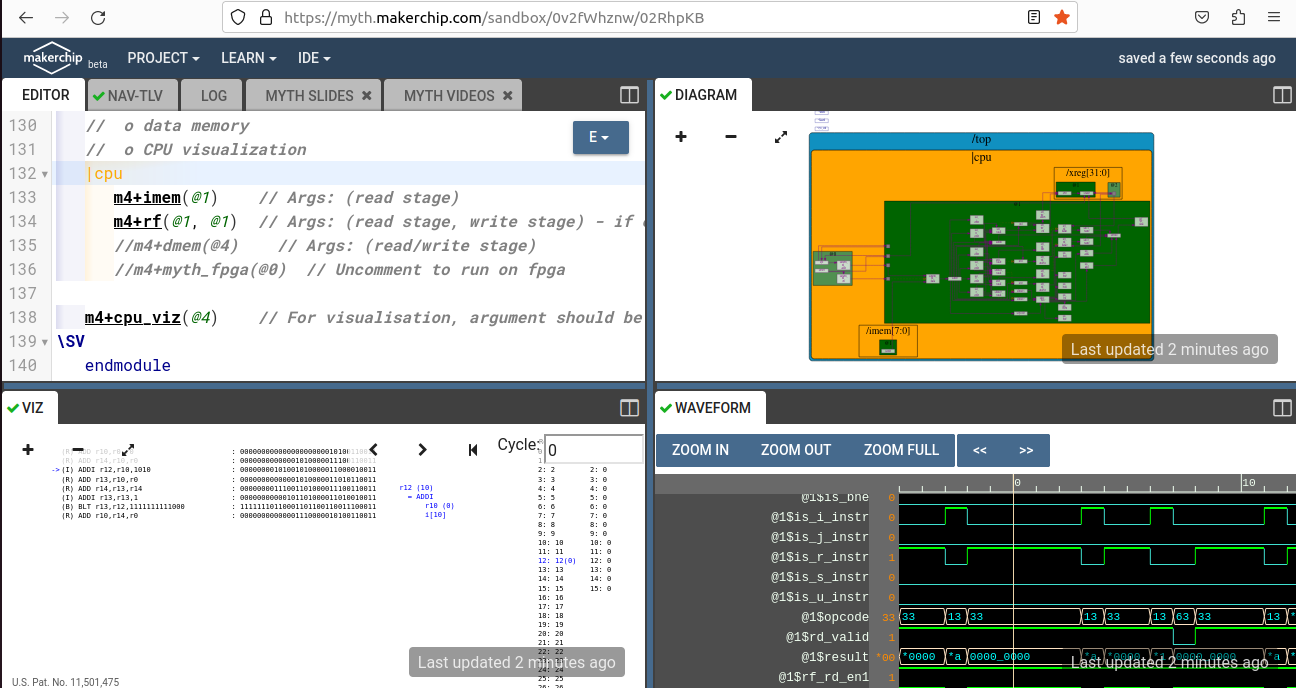 https://myth.makerchip.com/sandbox/0v2fWhznw/02RhpKB
makerchip beta PROJECT LEARN IDE saved a few seconds ago
EDITOR NAV-TLV LOG MYTH SLIDES MYTH VIDEOS
130 // o data memory
131 // o CPU visualization
132 |cpu
133 m4+imem(@1) // Args: (read stage)
134 m4+rf(@1, @1) // Args: (read stage, write stage) - if
135 //m4+dmem(@4) // Args: (read/write stage)
136 //m4+myth_fpga(@0) // Uncomment to run on fpga
137
138 m4+cpu_viz(@4) // For visualisation, argument should be
139 \SV
140 endmodule
E
DIAGRAM
/top
|cpu
/xreg[31:0]
/imem[7:0]
Last updated 2 minutes ago
VIZ
Cycle: 0
(R) ADD r10,r0,r0
(R) ADD r14,r10,r0
->(I) ADDI r12,r10,1010 : 00000000101001010000011000010011
(R) ADD r13,r10,r0 : 00000000000001010000011010110011
(R) ADD r14,r13,r14 : 00000000111001101000011100110011
(I) ADDI r13,r13,1 : 00000000000101101000011010010011
(B) BLT r13,r12,1111111111000 : 11111110110001101100110011100011
(R) ADD r10,r14,r0 : 00000000000001110000010100110011
r12 (10)
= ADDI
r10 (0)
i[10]
2: 2 2: 0
3: 3 3: 0
4: 4 4: 0
5: 5 5: 0
6: 6 6: 0
7: 7 7: 0
8: 8 8: 0
9: 9 9: 0
10: 10 10: 0
11: 11 11: 0
12: 12(0) 12: 0
13: 13 13: 0
14: 14 14: 0
15: 15 15: 0
16: 16
17: 17
18: 18
19: 19
20: 20
21: 21
22: 22
25: 25
Last updated 2 minutes ago
U.S. Pat. No. 11,501,475
WAVEFORM
ZOOM IN ZOOM OUT ZOOM FULL << >>
0 10
@1$is_bne 0
@1$is_i_instr 0
@1$is_j_instr 0
@1$is_r_instr 1
@1$is_s_instr 0
@1$is_u_instr 0
@1$opcode 33 33 13 33 13 33 13 63 33 13
@1$rd_valid 1
@1$result *00 *0000 *a 0000_0000
@1$rf_rd_en1 1
Last updated 2 minutes ago